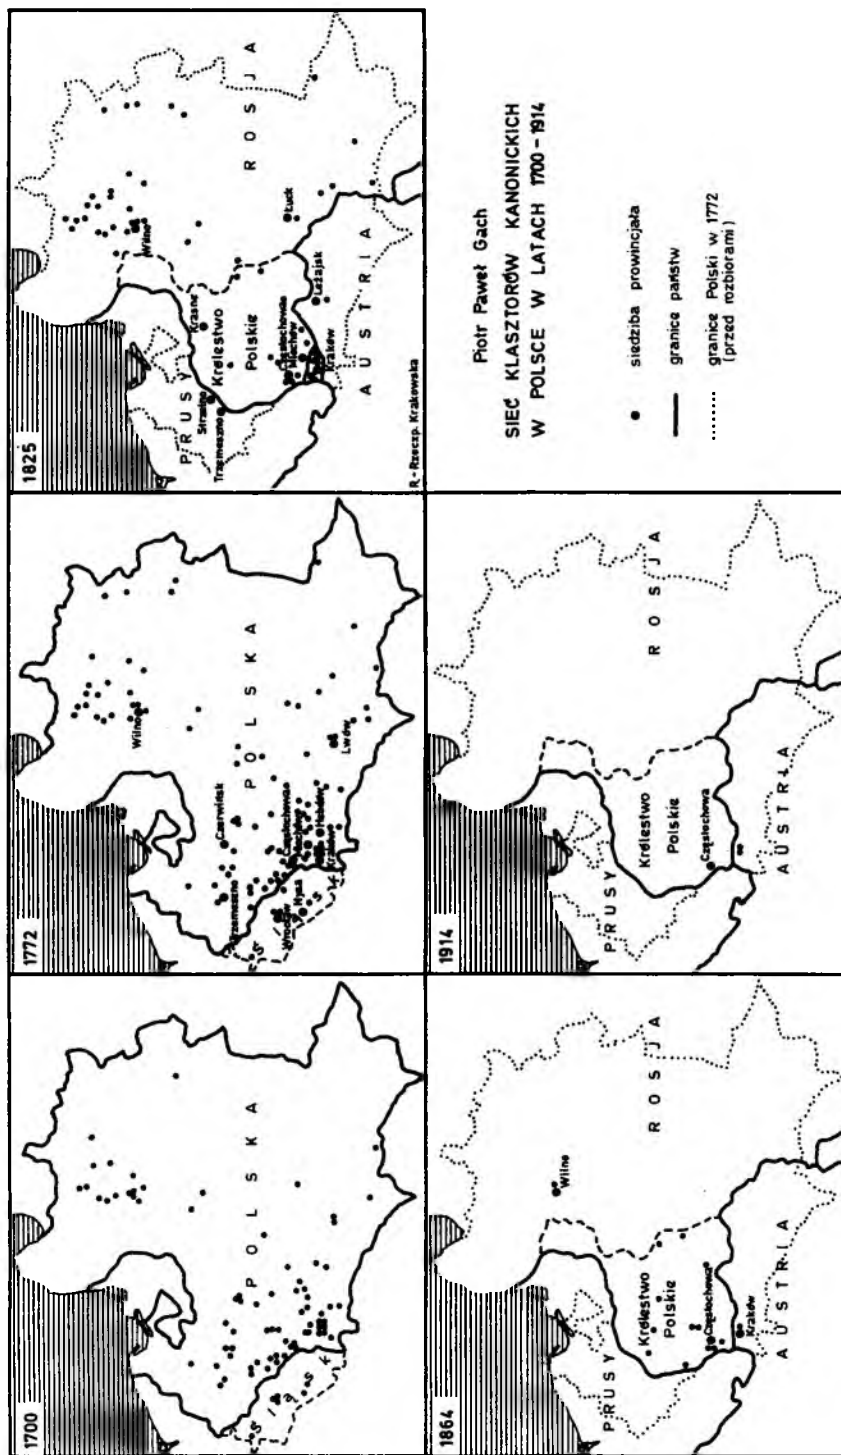 1700
POLSKA
1772
Wilno
POLSKA
Czerwińsk
Trzemeszno
Wrocław
Nysa
Częstochowa
Miechów
Hebdów
Kraków
Lwów
1825
PRUSY
ROSJA
Wilno
Krasne
Strzelno
Trzemeszno
Królestwo
Polskie
Częstochowa
Miechów
Kraków
Leżajsk
Łuck
AUSTRIA
R.-Rzeczp. Krakowska
1864
PRUSY
ROSJA
Wilno
Królestwo
Polskie
Częstochowa
Kraków
AUSTRIA
1914
PRUSY
ROSJA
Królestwo
Polskie
Częstochowa
AUSTRIA
Piotr Paweł Gach
SIEĆ KLASZTORÓW KANONICKICH
W POLSCE W LATACH 1700-1914
siedziba prowincjała
granice państw
granice Polski w 1772
(przed rozbiorami)